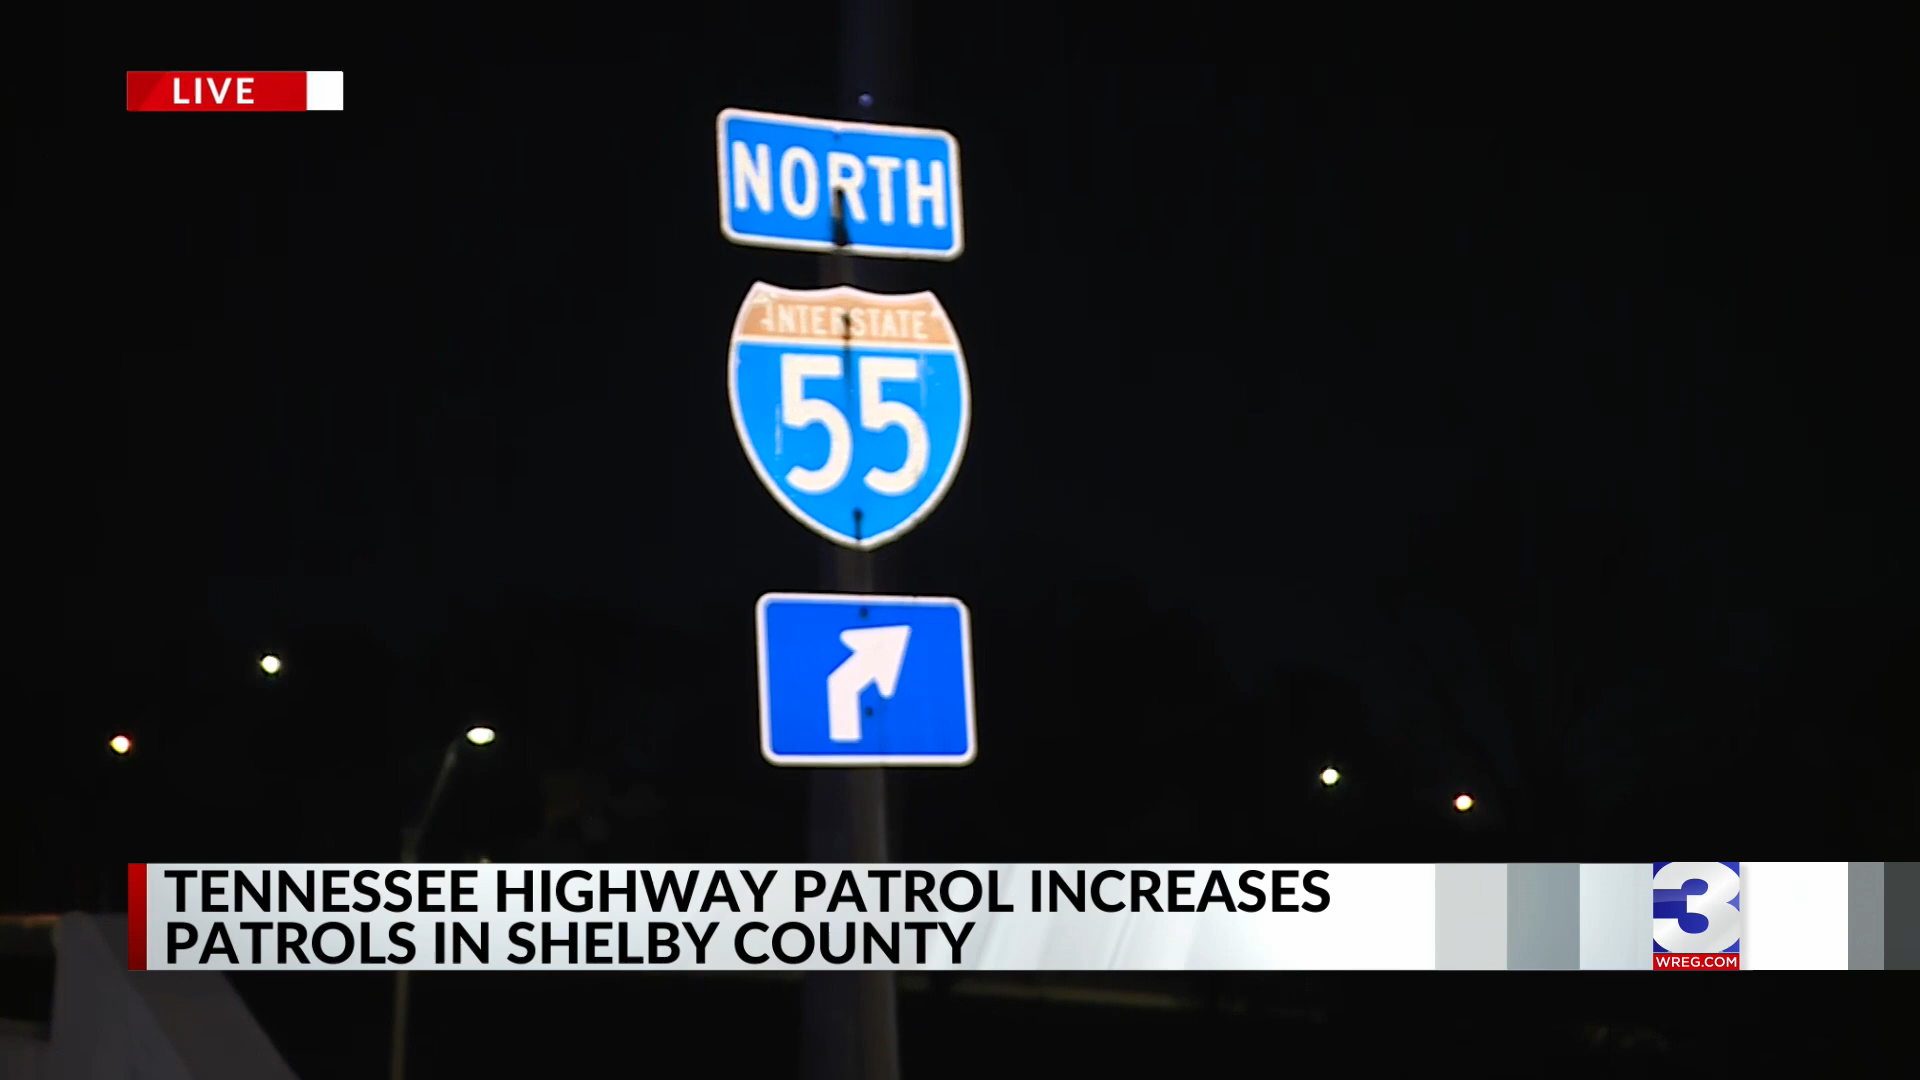 LIVE
NORTH
INTERSTATE
55
TENNESSEE HIGHWAY PATROL INCREASES
PATROLS IN SHELBY COUNTY
3
WREG.COM